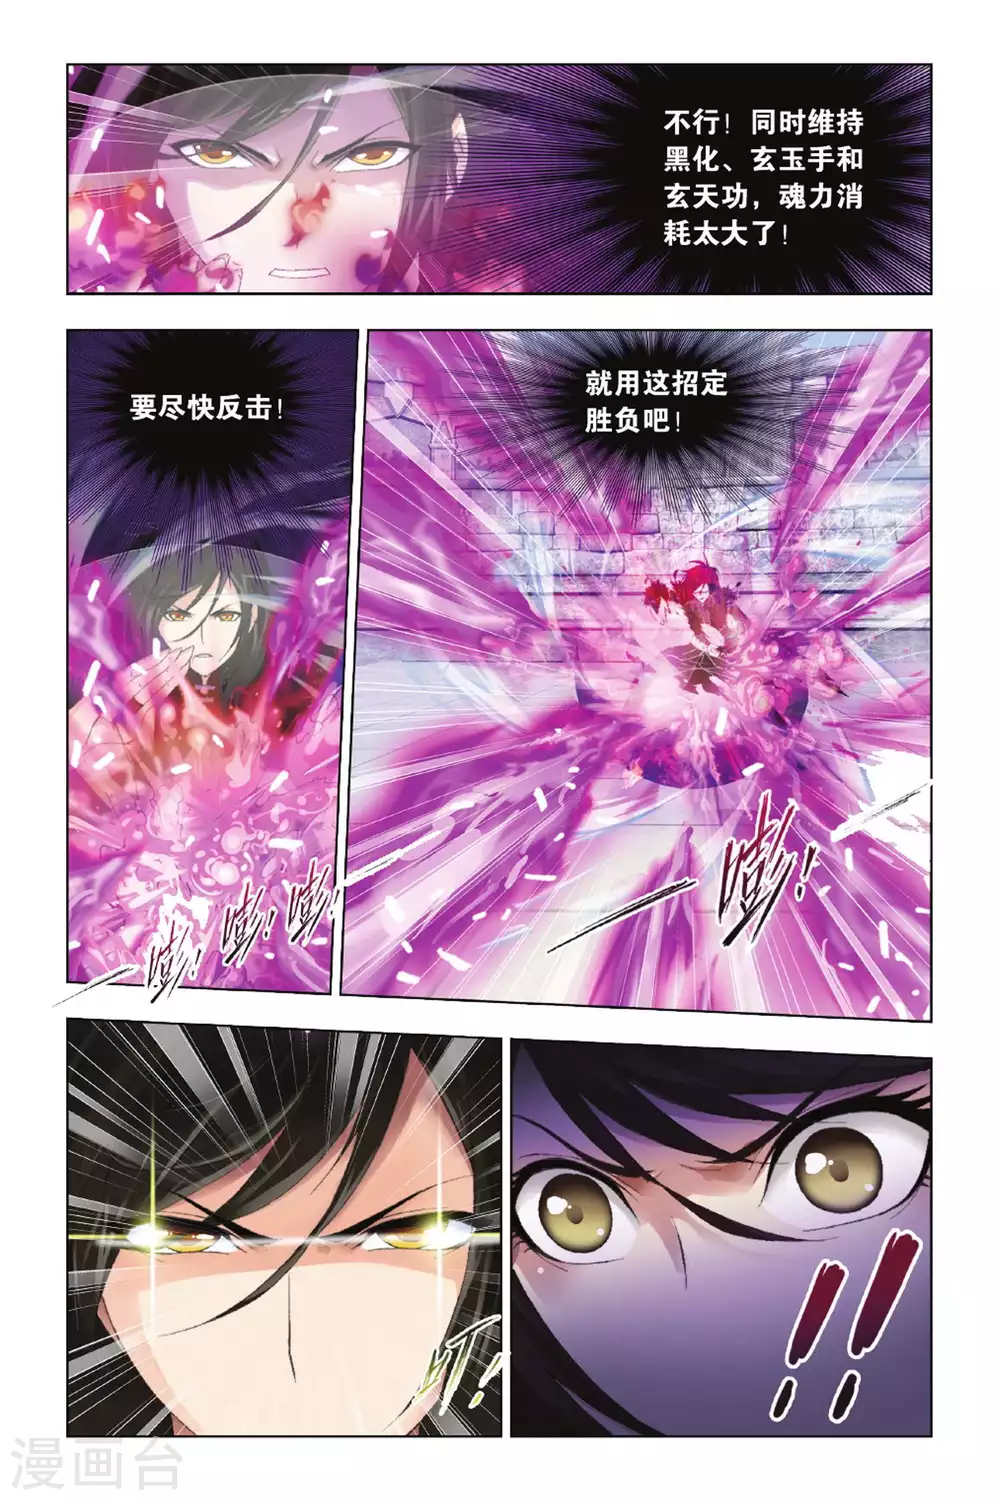 不行！同时维持
黑化、玄玉手和
玄天功，魂力消
耗太大了！
要尽快反击！
就用这招定
胜负吧！
嘭！嘭！嘭！
嘭！
叮！
!!
漫画台